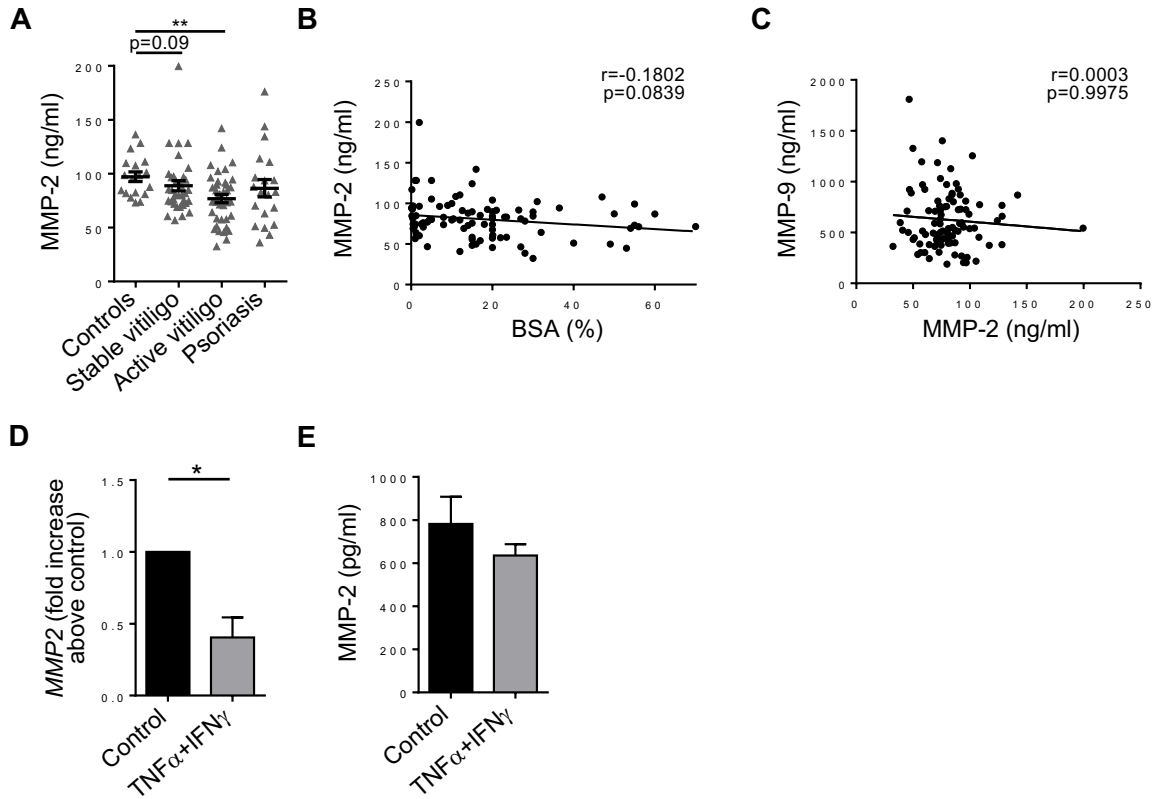 A
**
p=0.09
MMP-2 (ng/ml)
200
150
100
50
0
Controls
Stable vitiligo
Active vitiligo
Psoriasis
B
r=-0.1802
p=0.0839
MMP-2 (ng/ml)
250
200
150
100
50
0
0 20 40 60
BSA (%)
C
r=0.0003
p=0.9975
MMP-9 (ng/ml)
2000
1500
1000
500
0
0 50 100 150 200 250
MMP-2 (ng/ml)
D
*
MMP2 (fold increase
above control)
1.5
1.0
0.5
0.0
Control
TNFα+IFNγ
E
MMP-2 (pg/ml)
1000
800
600
400
200
0
Control
TNFα+IFNγ